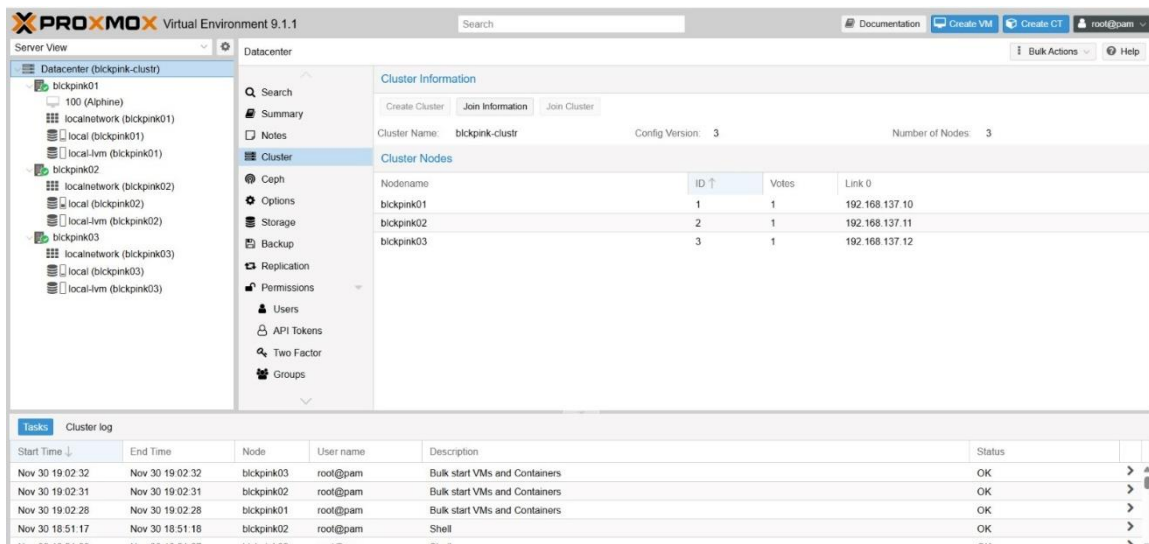 PROXMOX Virtual Environment 9.1.1
Search
Documentation
Create VM
Create CT
root@pam
Server View
Datacenter
Bulk Actions
Help
Datacenter (blckpink-clustr)
blckpink01
100 (Alphine)
localnetwork (blckpink01)
local (blckpink01)
local-lvm (blckpink01)
blckpink02
localnetwork (blckpink02)
local (blckpink02)
local-lvm (blckpink02)
blckpink03
localnetwork (blckpink03)
local (blckpink03)
local-lvm (blckpink03)
Search
Summary
Notes
Cluster
Ceph
Options
Storage
Backup
Replication
Permissions
Users
API Tokens
Two Factor
Groups
Cluster Information
Create Cluster Join Information Join Cluster
Cluster Name: blckpink-clustr Config Version: 3 Number of Nodes: 3
Cluster Nodes
Nodename ID Votes Link 0
blckpink01 1 1 192.168.137.10
blckpink02 2 1 192.168.137.11
blckpink03 3 1 192.168.137.12
Tasks Cluster log
Start Time End Time Node User name Description Status
Nov 30 19:02:32 Nov 30 19:02:32 blckpink03 root@pam Bulk start VMs and Containers OK
Nov 30 19:02:31 Nov 30 19:02:31 blckpink02 root@pam Bulk start VMs and Containers OK
Nov 30 19:02:28 Nov 30 19:02:28 blckpink01 root@pam Bulk start VMs and Containers OK
Nov 30 18:51:17 Nov 30 18:51:18 blckpink02 root@pam Shell OK